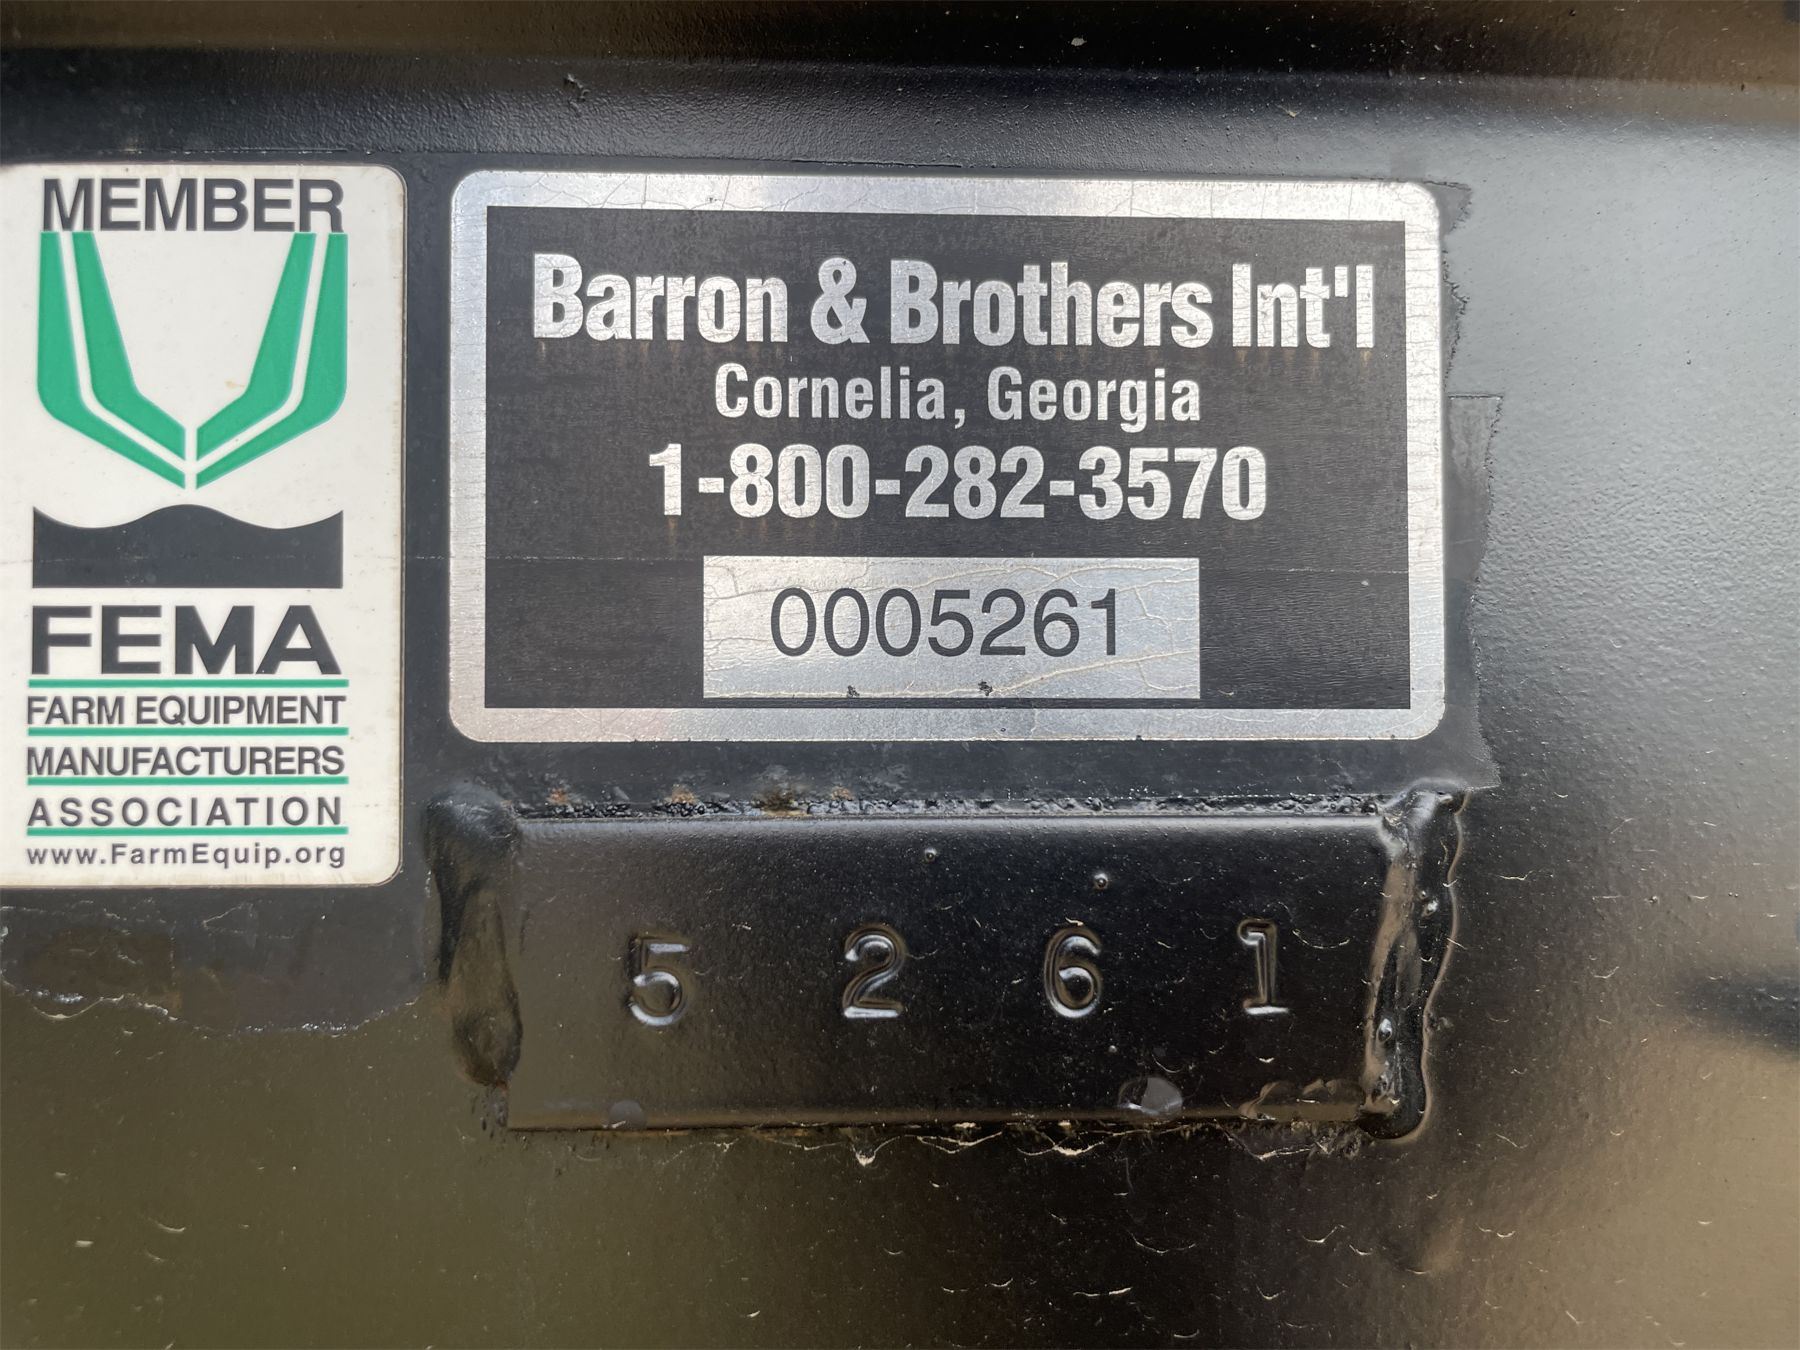 MEMBER
FEMA
FARM EQUIPMENT
MANUFACTURERS
ASSOCIATION
www.FarmEquip.org
Barron & Brothers Int'l
Cornelia, Georgia
1-800-282-3570
0005261
5 2 6 1